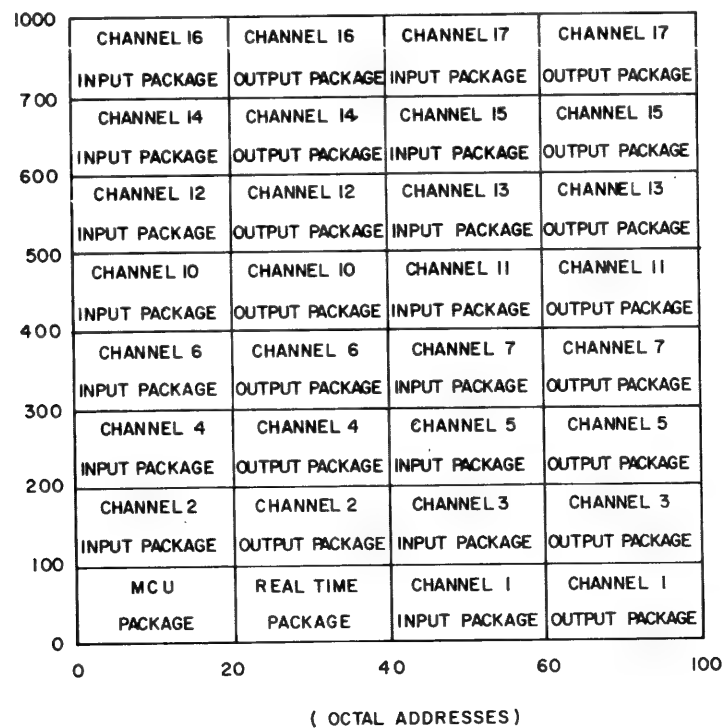 1000
CHANNEL 16 CHANNEL 16 CHANNEL 17 CHANNEL 17
INPUT PACKAGE OUTPUT PACKAGE INPUT PACKAGE OUTPUT PACKAGE
700
CHANNEL 14 CHANNEL 14 CHANNEL 15 CHANNEL 15
INPUT PACKAGE OUTPUT PACKAGE INPUT PACKAGE OUTPUT PACKAGE
600
CHANNEL 12 CHANNEL 12 CHANNEL 13 CHANNEL 13
INPUT PACKAGE OUTPUT PACKAGE INPUT PACKAGE OUTPUT PACKAGE
500
CHANNEL 10 CHANNEL 10 CHANNEL 11 CHANNEL 11
INPUT PACKAGE OUTPUT PACKAGE INPUT PACKAGE OUTPUT PACKAGE
400
CHANNEL 6 CHANNEL 6 CHANNEL 7 CHANNEL 7
INPUT PACKAGE OUTPUT PACKAGE INPUT PACKAGE OUTPUT PACKAGE
300
CHANNEL 4 CHANNEL 4 CHANNEL 5 CHANNEL 5
INPUT PACKAGE OUTPUT PACKAGE INPUT PACKAGE OUTPUT PACKAGE
200
CHANNEL 2 CHANNEL 2 CHANNEL 3 CHANNEL 3
INPUT PACKAGE OUTPUT PACKAGE INPUT PACKAGE OUTPUT PACKAGE
100
MCU REAL TIME CHANNEL 1 CHANNEL 1
PACKAGE PACKAGE INPUT PACKAGE OUTPUT PACKAGE
0
0 20 40 60 100
( OCTAL ADDRESSES )